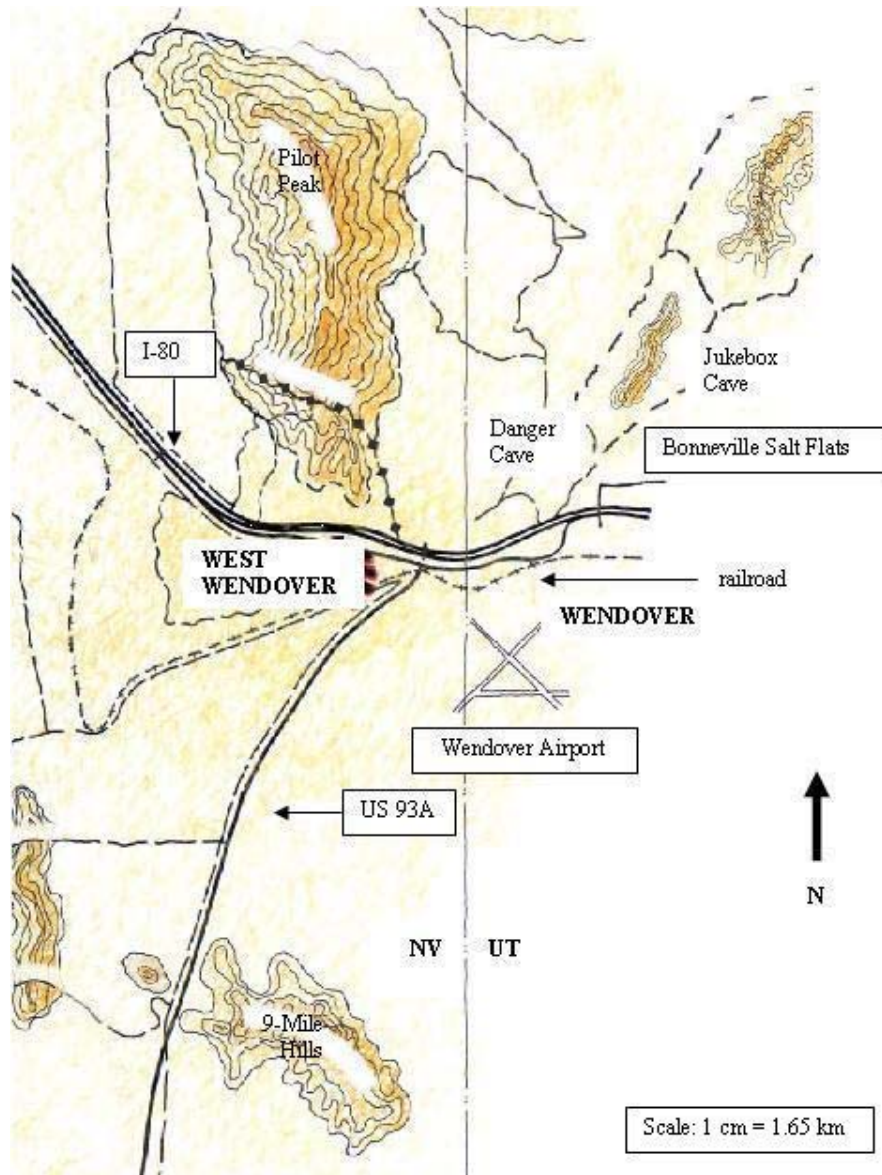 Pilot
Peak
I-80
Jukebox
Cave
Danger
Cave
Bonneville Salt Flats
WEST
WENDOVER
railroad
WENDOVER
Wendover Airport
US 93A
N
NV
UT
9-Mile
Hills
Scale: 1 cm = 1.65 km